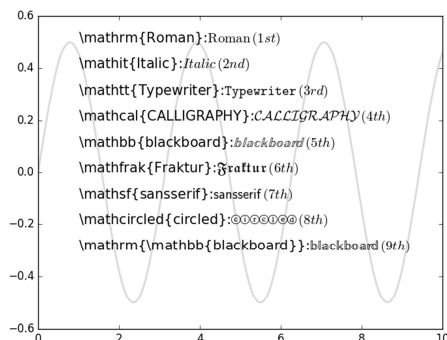 0.6
\mathrm{Roman}:Roman (1st)
\mathit{Italic}:Italic (2nd)
0.4
\mathtt{Typewriter}:Typewriter (3rd)
\mathcal{CALLIGRAPHY}:CALLIGRAPHY (4th)
0.2
\mathbb{blackboard}:blackboard (5th)
0.0
\mathfrak{Fraktur}:Fraktur (6th)
\mathsf{sansserif}:sansserif (7th)
−0.2
\mathcircled{circled}:ⓒⓘⓡⓒⓛⓔⓓ (8th)
\mathrm{\mathbb{blackboard}}:blackboard (9th)
−0.4
−0.6
0 2 4 6 8 10